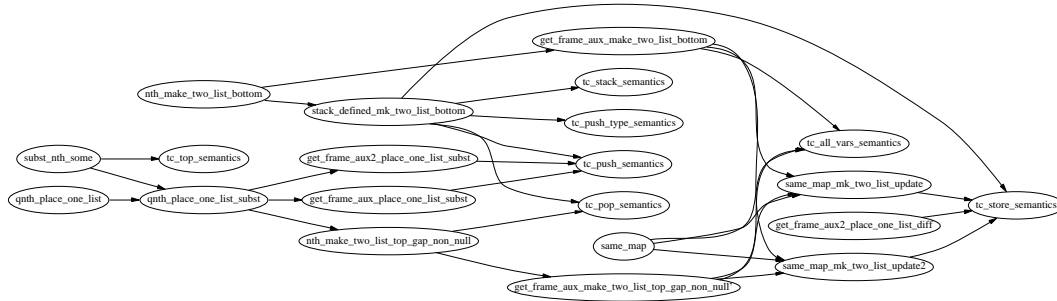 get_frame_aux_make_two_list_bottom
tc_stack_semantics
nth_make_two_list_bottom
stack_defined_mk_two_list_bottom
tc_push_type_semantics
tc_all_vars_semantics
subst_nth_some
tc_top_semantics
get_frame_aux2_place_one_list_subst
tc_push_semantics
same_map_mk_two_list_update
qnth_place_one_list
qnth_place_one_list_subst
get_frame_aux_place_one_list_subst
tc_pop_semantics
tc_store_semantics
get_frame_aux2_place_one_list_diff
nth_make_two_list_top_gap_non_null
same_map
same_map_mk_two_list_update2
get_frame_aux_make_two_list_top_gap_non_null'